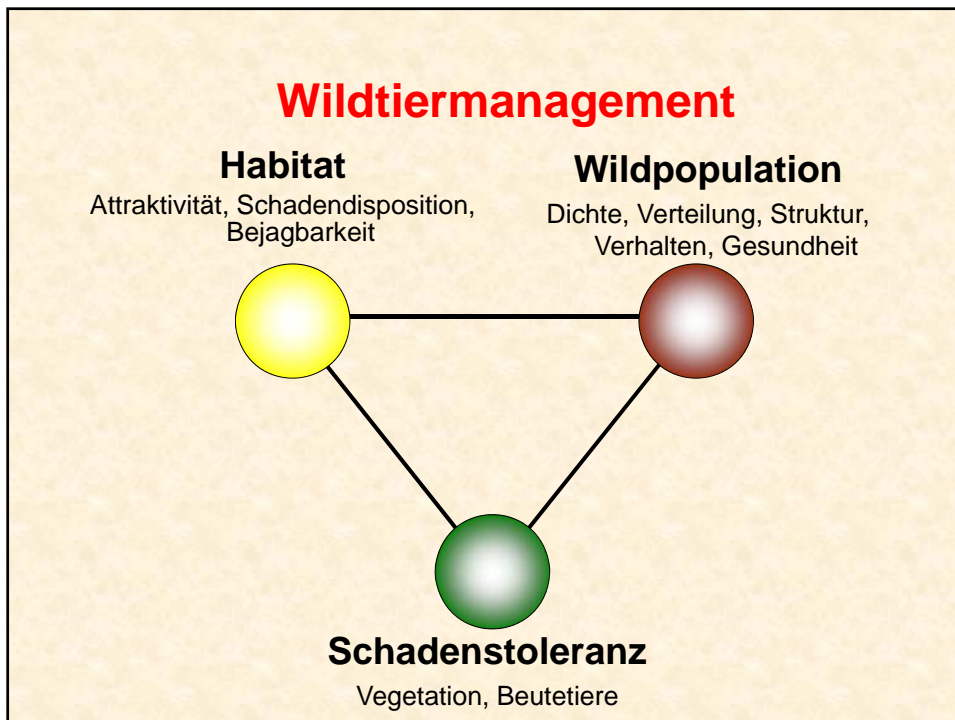 Wildtiermanagement
Habitat
Attraktivität, Schadendisposition,
Bejagbarkeit
Wildpopulation
Dichte, Verteilung, Struktur,
Verhalten, Gesundheit
Schadenstoleranz
Vegetation, Beutetiere